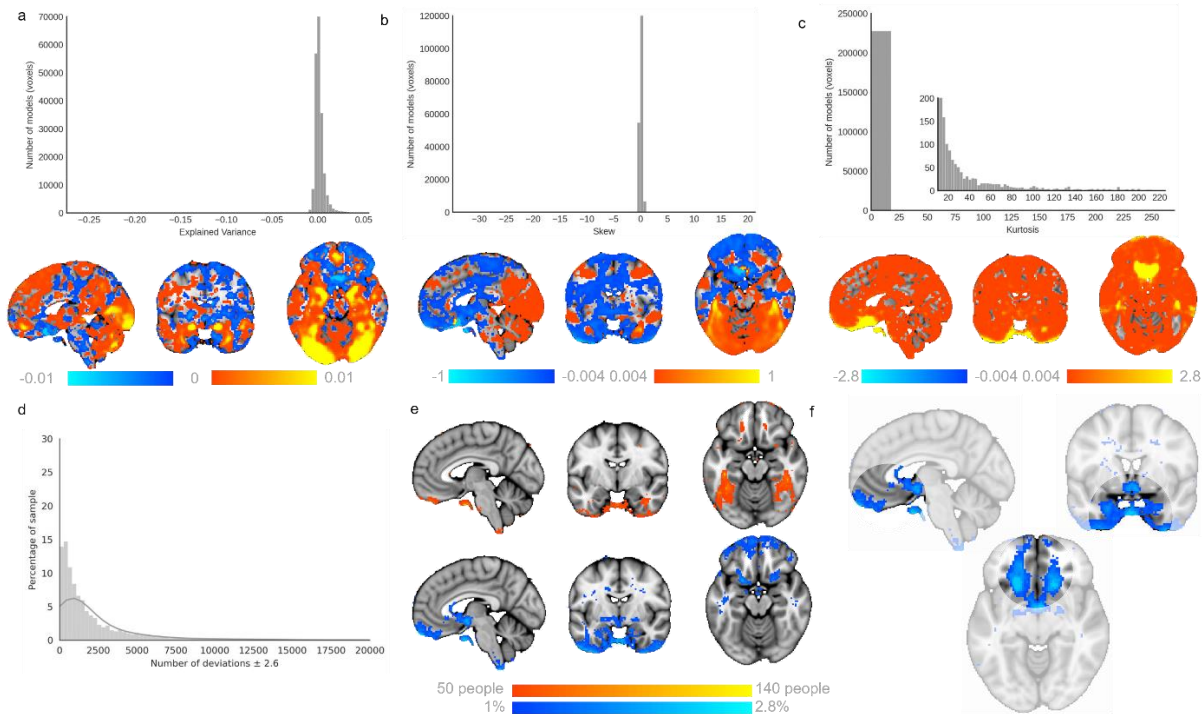 a
70000
60000
50000
40000
30000
20000
10000
0
Number of models (voxels)
−0.25 −0.20 −0.15 −0.10 −0.05 0.00 0.05
Explained Variance
-0.01 0 0.01
b
120000
100000
80000
60000
40000
20000
0
Number of models (voxels)
−30 −25 −20 −15 −10 −5 0 5 10 15 20
Skew
-1 -0.004 0.004 1
c
250000
200000
150000
100000
50000
0
Number of models (voxels)
200
150
100
50
0
20 40 60 80 100 120 140 160 180 200 220
0 25 50 75 100 125 150 175 200 225 250
Kurtosis
-2.8 -0.004 0.004 2.8
d
30
25
20
15
10
5
0
Percentage of sample
0 2500 5000 7500 10000 12500 15000 17500 20000
Number of deviations ± 2.6
e
50 people 140 people
1% 2.8%
f